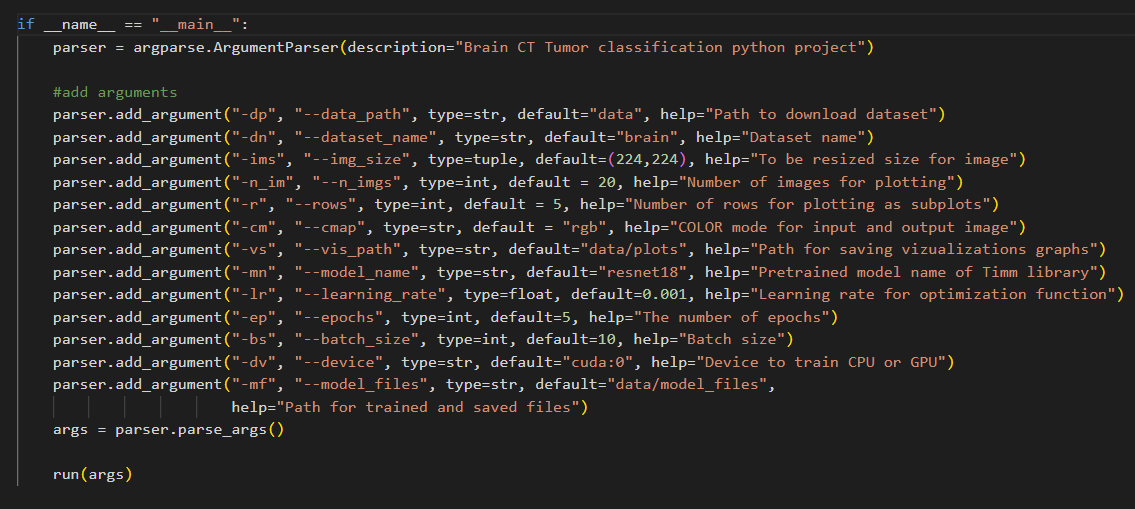 if __name__ == "__main__":
    parser = argparse.ArgumentParser(description="Brain CT Tumor classification python project")

    #add arguments
    parser.add_argument("-dp", "--data_path", type=str, default="data", help="Path to download dataset")
    parser.add_argument("-dn", "--dataset_name", type=str, default="brain", help="Dataset name")
    parser.add_argument("-ims", "--img_size", type=tuple, default=(224,224), help="To be resized size for image")
    parser.add_argument("-n_im", "--n_imgs", type=int, default = 20, help="Number of images for plotting")
    parser.add_argument("-r", "--rows", type=int, default = 5, help="Number of rows for plotting as subplots")
    parser.add_argument("-cm", "--cmap", type=str, default = "rgb", help="COLOR mode for input and output image")
    parser.add_argument("-vs", "--vis_path", type=str, default="data/plots", help="Path for saving vizualizations graphs")
    parser.add_argument("-mn", "--model_name", type=str, default="resnet18", help="Pretrained model name of Timm library")
    parser.add_argument("-lr", "--learning_rate", type=float, default=0.001, help="Learning rate for optimization function")
    parser.add_argument("-ep", "--epochs", type=int, default=5, help="The number of epochs")
    parser.add_argument("-bs", "--batch_size", type=int, default=10, help="Batch size")
    parser.add_argument("-dv", "--device", type=str, default="cuda:0", help="Device to train CPU or GPU")
    parser.add_argument("-mf", "--model_files", type=str, default="data/model_files",
                        help="Path for trained and saved files")
    args = parser.parse_args()

    run(args)